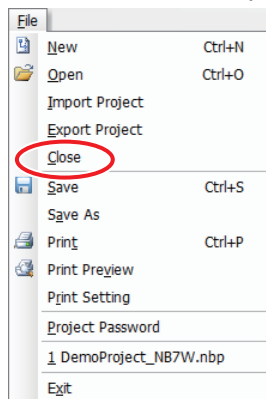 File
New Ctrl+N
Open Ctrl+O
Import Project
Export Project
Close
Save Ctrl+S
Save As
Print Ctrl+P
Print Preview
Print Setting
Project Password
1 DemoProject_NB7W.nbp
Exit